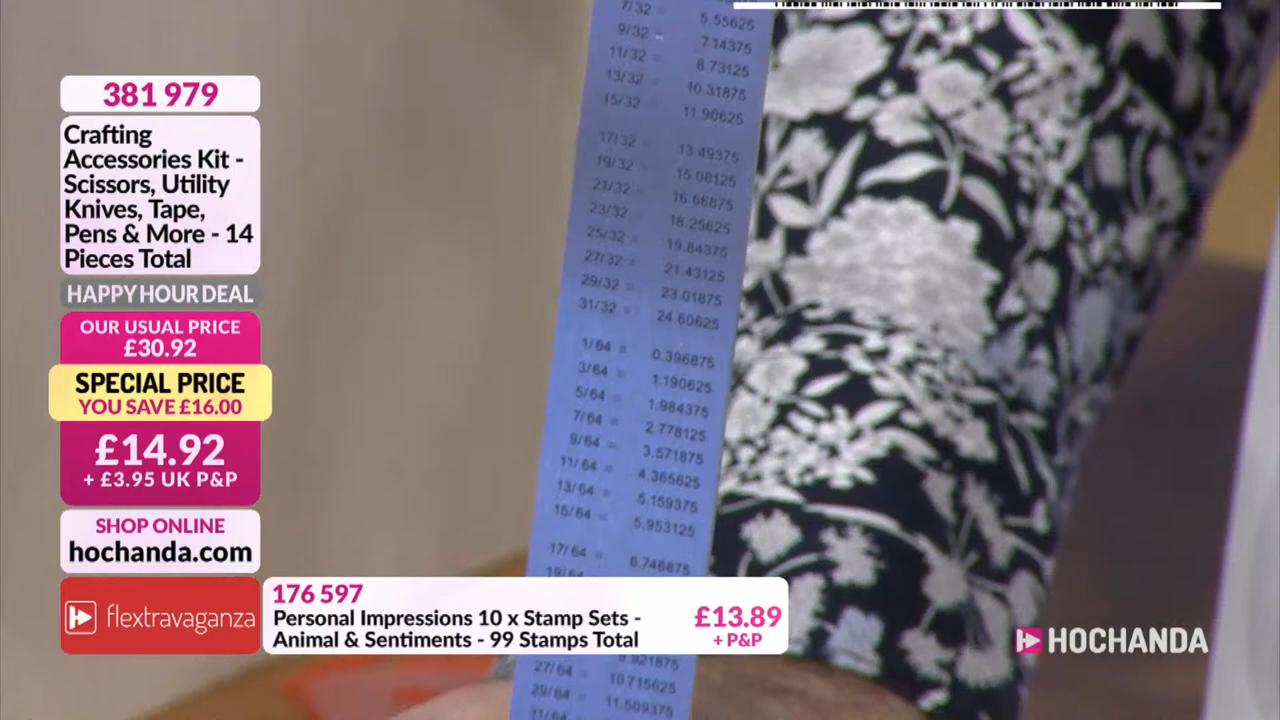 381 979
Crafting
Accessories Kit -
Scissors, Utility
Knives, Tape,
Pens & More - 14
Pieces Total
HAPPY HOUR DEAL
OUR USUAL PRICE
£30.92
SPECIAL PRICE
YOU SAVE £16.00
£14.92
+ £3.95 UK P&P
SHOP ONLINE
hochanda.com
flextravaganza
176 597
Personal Impressions 10 x Stamp Sets -
Animal & Sentiments - 99 Stamps Total
£13.89
+ P&P
HOCHANDA
7/32 = 5.55625
9/32 = 7.14375
11/32 = 8.73125
13/32 = 10.31875
15/32 = 11.90625
17/32 = 13.49375
19/32 = 15.08125
21/32 = 16.66875
23/32 = 18.25625
25/32 = 19.84375
27/32 = 21.43125
29/32 = 23.01875
31/32 = 24.60625
1/64 = 0.396875
3/64 = 1.190625
5/64 = 1.984375
7/64 = 2.778125
9/64 = 3.571875
11/64 = 4.365625
13/64 = 5.159375
15/64 = 5.953125
17/64 = 6.746875
19/64
9.921875
27/64 = 10.715625
29/64 = 11.509375
31/64 =